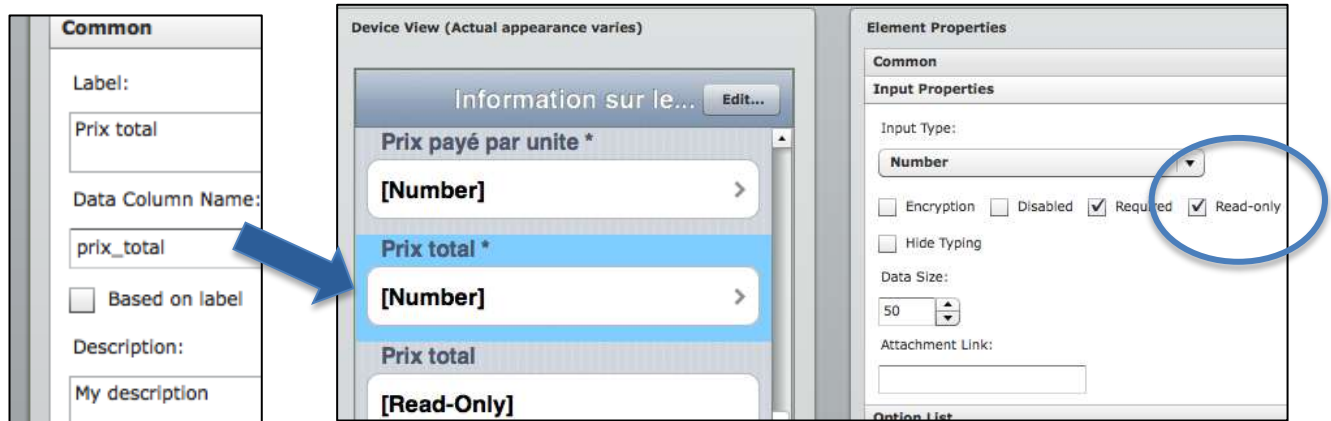 Common
Label:
Prix total
Data Column Name:
prix_total
Based on label
Description:
My description
Device View (Actual appearance varies)
Information sur le... Edit...
Prix payé par unite *
[Number]
Prix total *
[Number]
Prix total
[Read-Only]
Element Properties
Common
Input Properties
Input Type:
Number
Encryption Disabled Required Read-only
Hide Typing
Data Size:
50
Attachment Link:
Option List